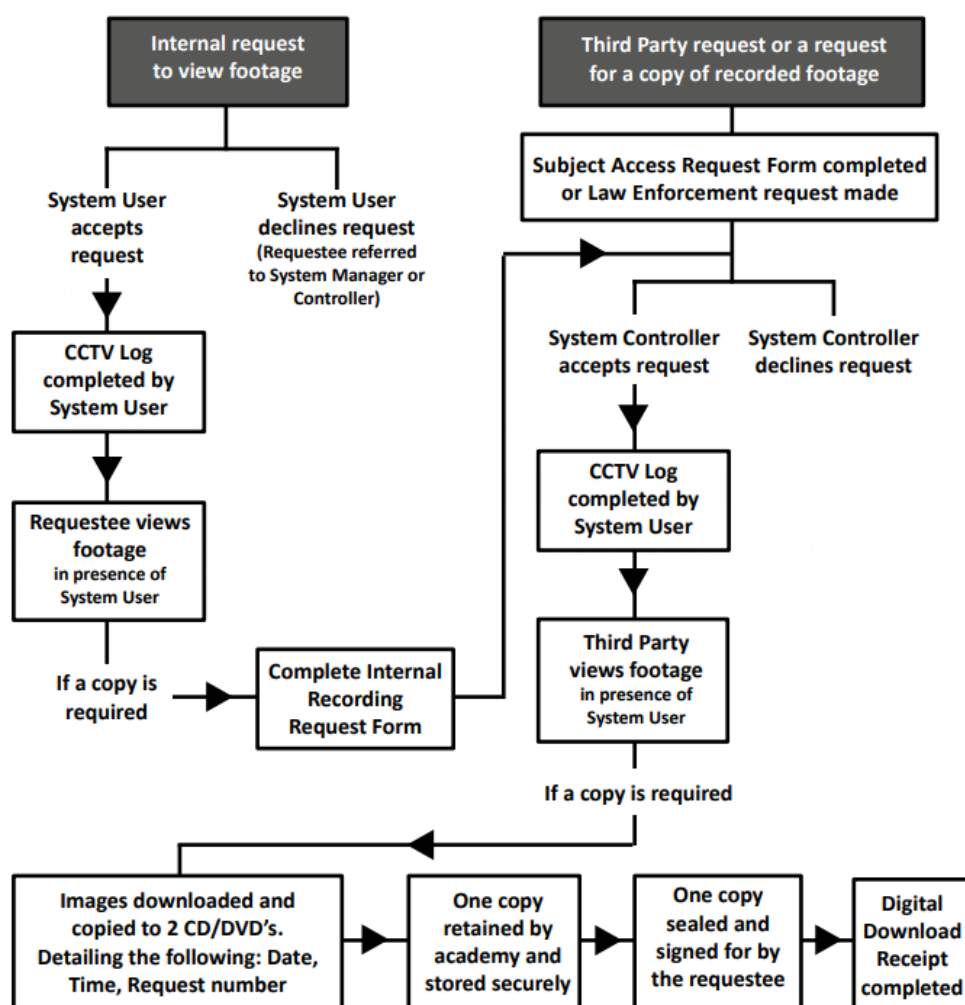 Internal request
to view footage
System User
accepts
request
System User
declines request
(Requestee referred
to System Manager or
Controller)
CCTV Log
completed by
System User
Requestee views
footage
in presence of
System User
If a copy is
required
Complete Internal
Recording
Request Form
Third Party request or a request
for a copy of recorded footage
Subject Access Request Form completed
or Law Enforcement request made
System Controller
accepts request
System Controller
declines request
CCTV Log
completed by
System User
Third Party
views footage
in presence of
System User
If a copy is required
Images downloaded and
copied to 2 CD/DVD's.
Detailing the following: Date,
Time, Request number
One copy
retained by
academy and
stored securely
One copy
sealed and
signed for by
the requestee
Digital
Download
Receipt
completed